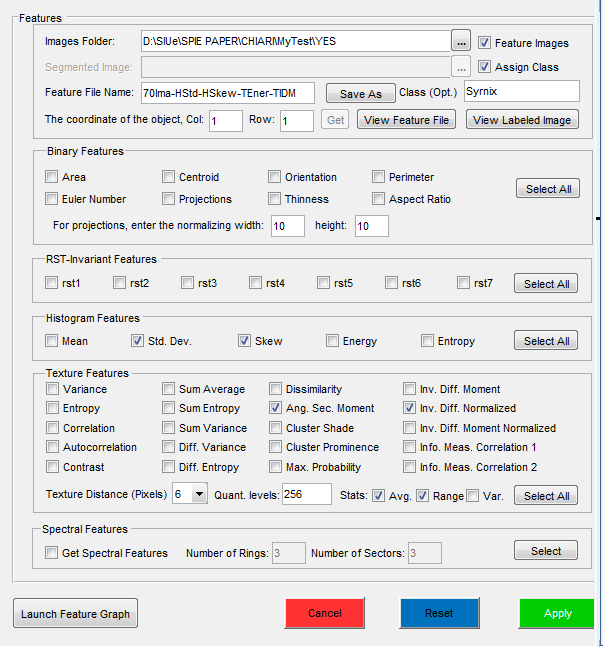 Features
Images Folder: D:\SIUe\SPIE PAPER\CHIARI\MyTest\YES ... Feature Images
Segmented Image: ... Assign Class
Feature File Name: 70Ima-HStd-HSkew-TEner-TIDM Save As Class (Opt.) Syrnix
The coordinate of the object, Col: 1 Row: 1 Get View Feature File View Labeled Image
Binary Features
Area Centroid Orientation Perimeter
Euler Number Projections Thinness Aspect Ratio Select All
For projections, enter the normalizing width: 10 height: 10
RST-Invariant Features
rst1 rst2 rst3 rst4 rst5 rst6 rst7 Select All
Histogram Features
Mean Std. Dev. Skew Energy Entropy Select All
Texture Features
Variance Sum Average Dissimilarity Inv. Diff. Moment
Entropy Sum Entropy Ang. Sec. Moment Inv. Diff. Normalized
Correlation Sum Variance Cluster Shade Inv. Diff. Moment Normalized
Autocorrelation Diff. Variance Cluster Prominence Info. Meas. Correlation 1
Contrast Diff. Entropy Max. Probability Info. Meas. Correlation 2
Texture Distance (Pixels) 6 Quant. levels: 256 Stats: Avg. Range Var. Select All
Spectral Features
Get Spectral Features Number of Rings: 3 Number of Sectors: 3 Select
Launch Feature Graph Cancel Reset Apply